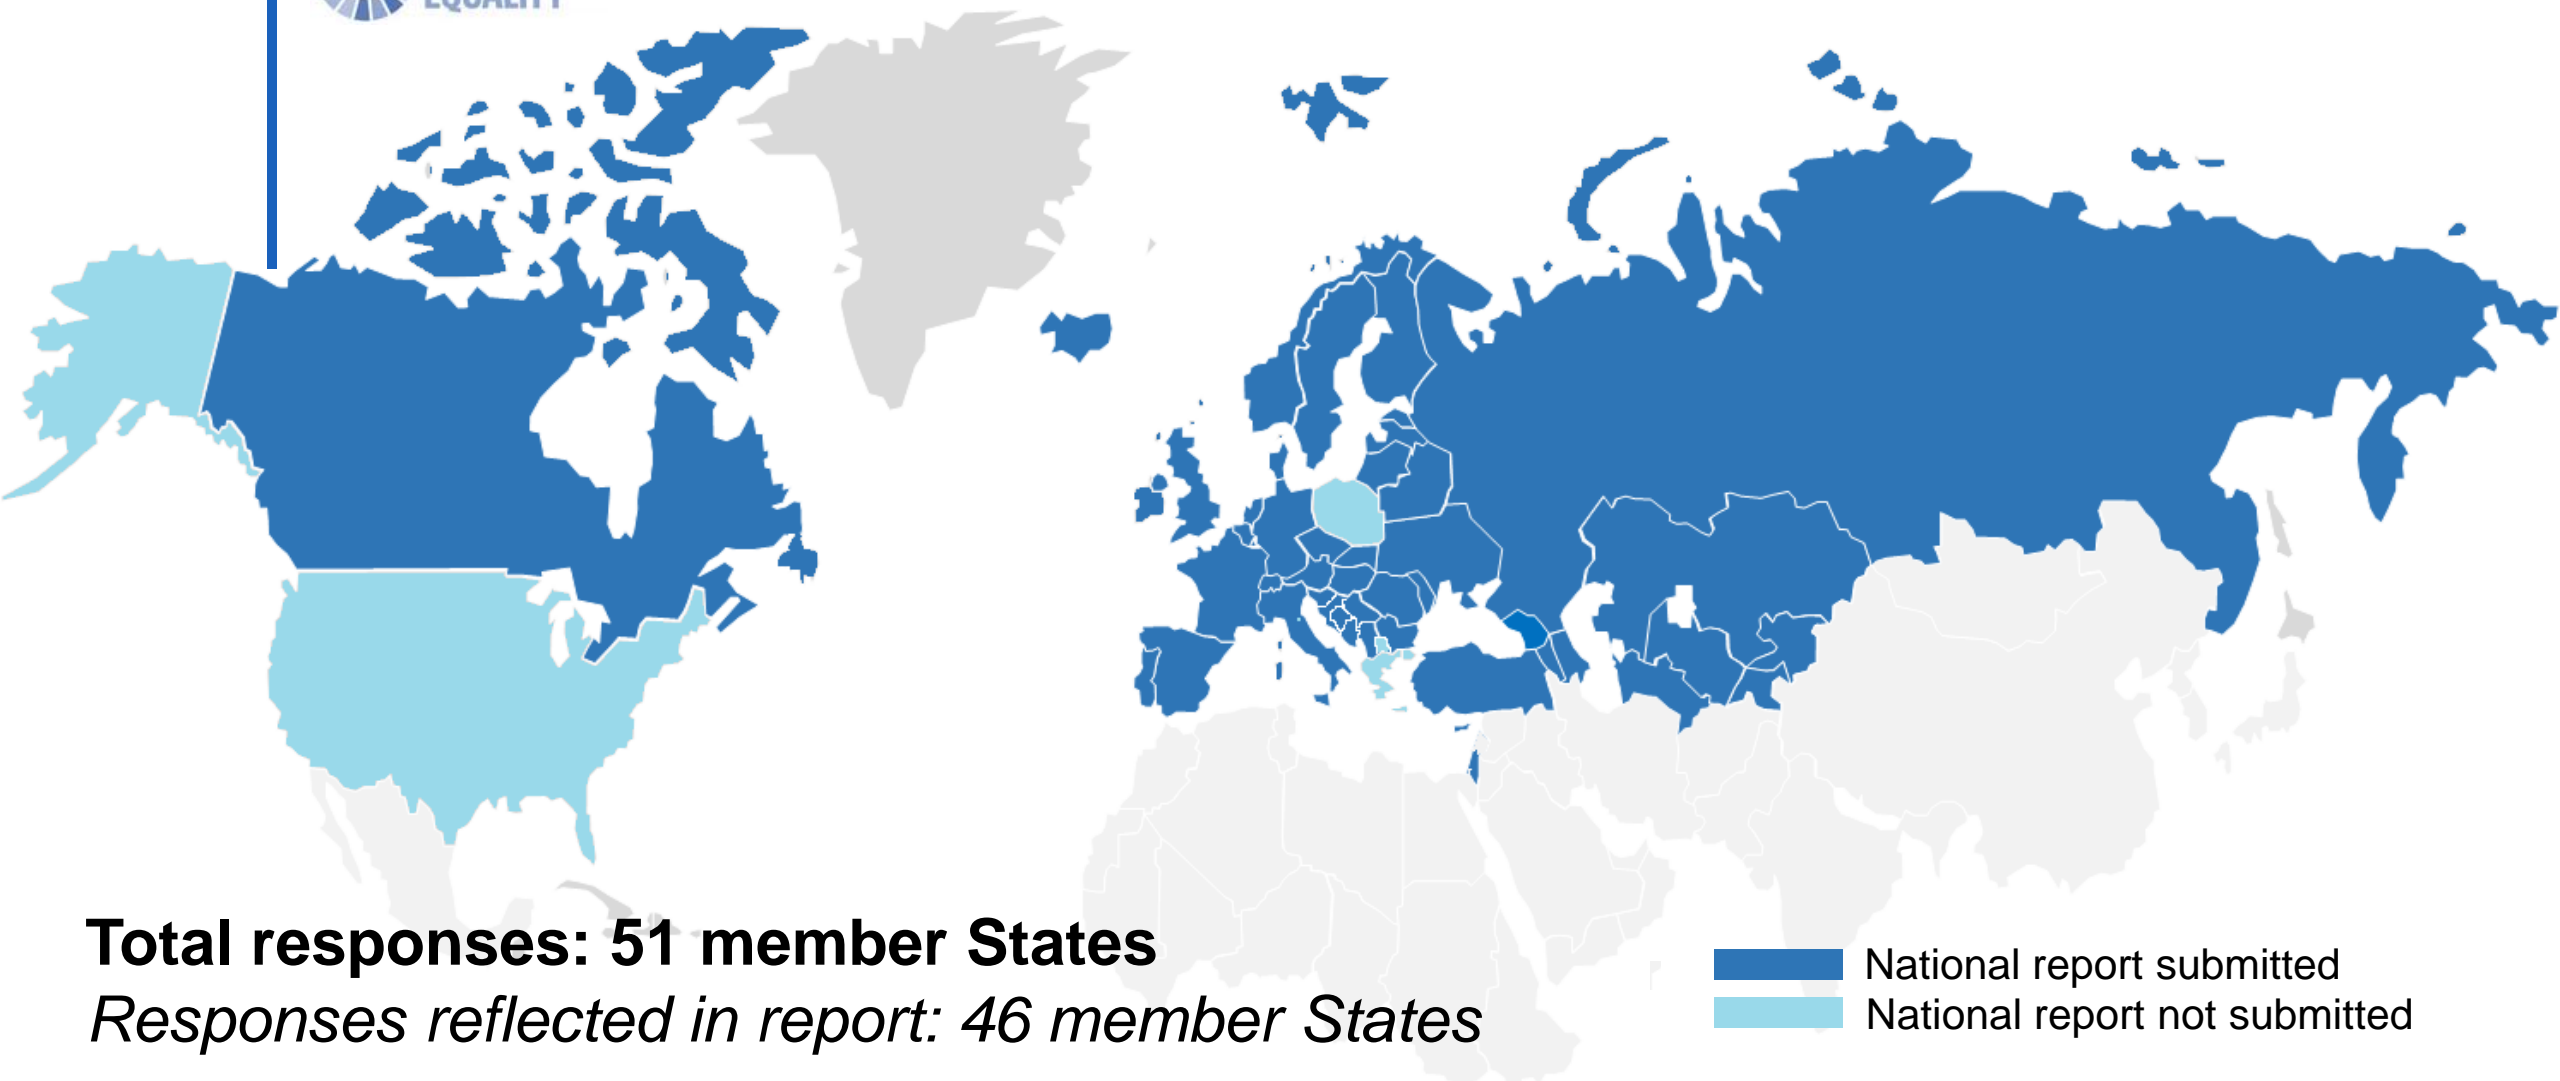 EQUALITY
Total responses: 51 member States
Responses reflected in report: 46 member States
National report submitted
National report not submitted